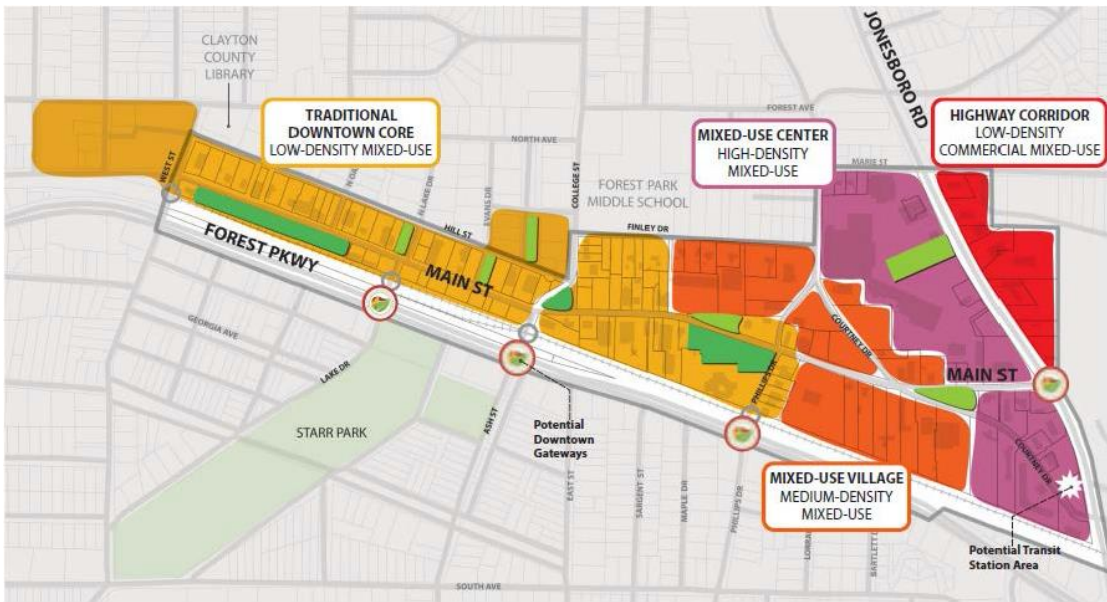 CLAYTON
COUNTY
LIBRARY
TRADITIONAL
DOWNTOWN CORE
LOW-DENSITY MIXED-USE
JONESBORO RD
FOREST AVE
HIGHWAY CORRIDOR
LOW-DENSITY
COMMERCIAL MIXED-USE
MIXED-USE CENTER
HIGH-DENSITY
MIXED-USE
NORTH AVE
MARIE ST
WEST ST
N LAKE DR
EVANS DR
COLLEGE ST
FOREST PARK
MIDDLE SCHOOL
HILL ST
FINLEY DR
FOREST PKWY
MAIN ST
GEORGIA AVE
COURTNEY DR
LAKE DR
MAIN ST
PHILLIPS DR
STARR PARK
ASH ST
Potential
Downtown
Gateways
COURTNEY DR
EAST ST
SARGENT ST
MAPLE DR
PHILLIPS DR
MIXED-USE VILLAGE
MEDIUM-DENSITY
MIXED-USE
Potential Transit
Station Area
SOUTH AVE